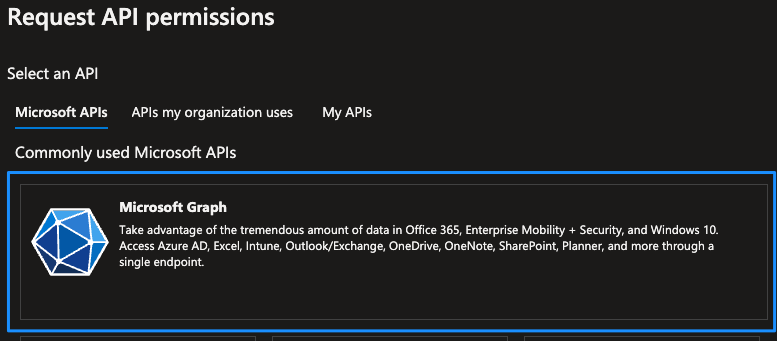 Request API permissions
Select an API
Microsoft APIs    APIs my organization uses    My APIs
Commonly used Microsoft APIs
Microsoft Graph
Take advantage of the tremendous amount of data in Office 365, Enterprise Mobility + Security, and Windows 10.
Access Azure AD, Excel, Intune, Outlook/Exchange, OneDrive, OneNote, SharePoint, Planner, and more through a
single endpoint.